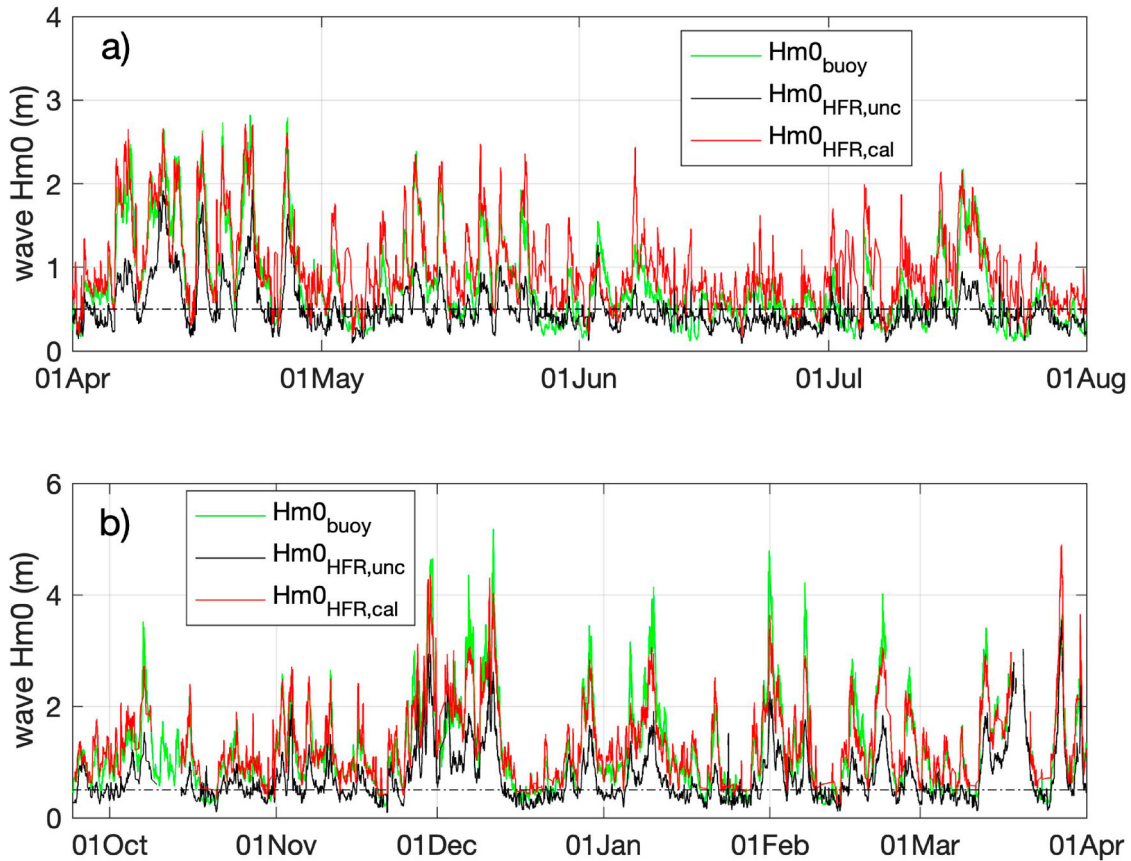 a)
wave Hm0 (m)
4
3
2
1
0
Hm0buoy
Hm0HFR,unc
Hm0HFR,cal
01Apr 01May 01Jun 01Jul 01Aug
b)
wave Hm0 (m)
6
4
2
0
Hm0buoy
Hm0HFR,unc
Hm0HFR,cal
01Oct 01Nov 01Dec 01Jan 01Feb 01Mar 01Apr